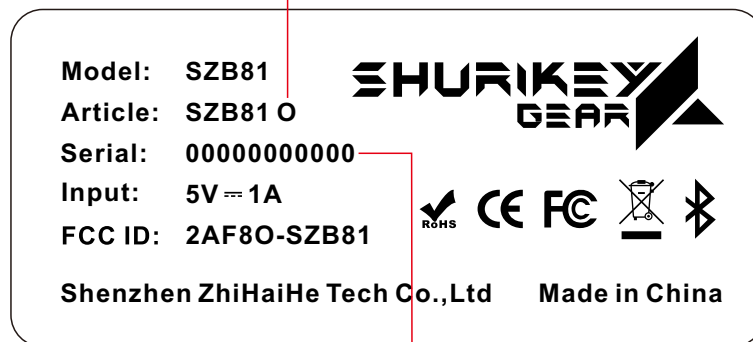 Model: SZB81
Article: SZB81 O
Serial: 00000000000
Input: 5V ⎓ 1A
FCC ID: 2AF8O-SZB81
SHURIKEY
GEAR
RoHS CE FC
Shenzhen ZhiHaiHe Tech Co.,Ltd Made in China